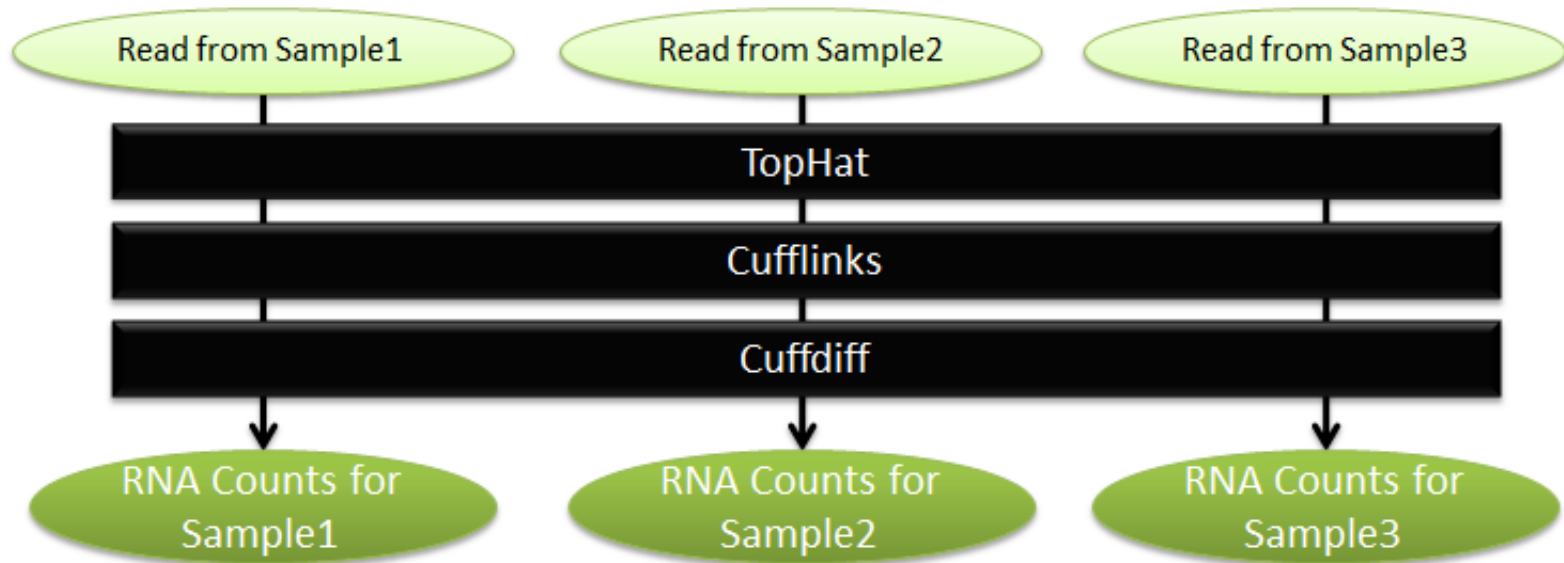 Read from Sample1
Read from Sample2
Read from Sample3
TopHat
Cufflinks
Cuffdiff
RNA Counts for
Sample1
RNA Counts for
Sample2
RNA Counts for
Sample3